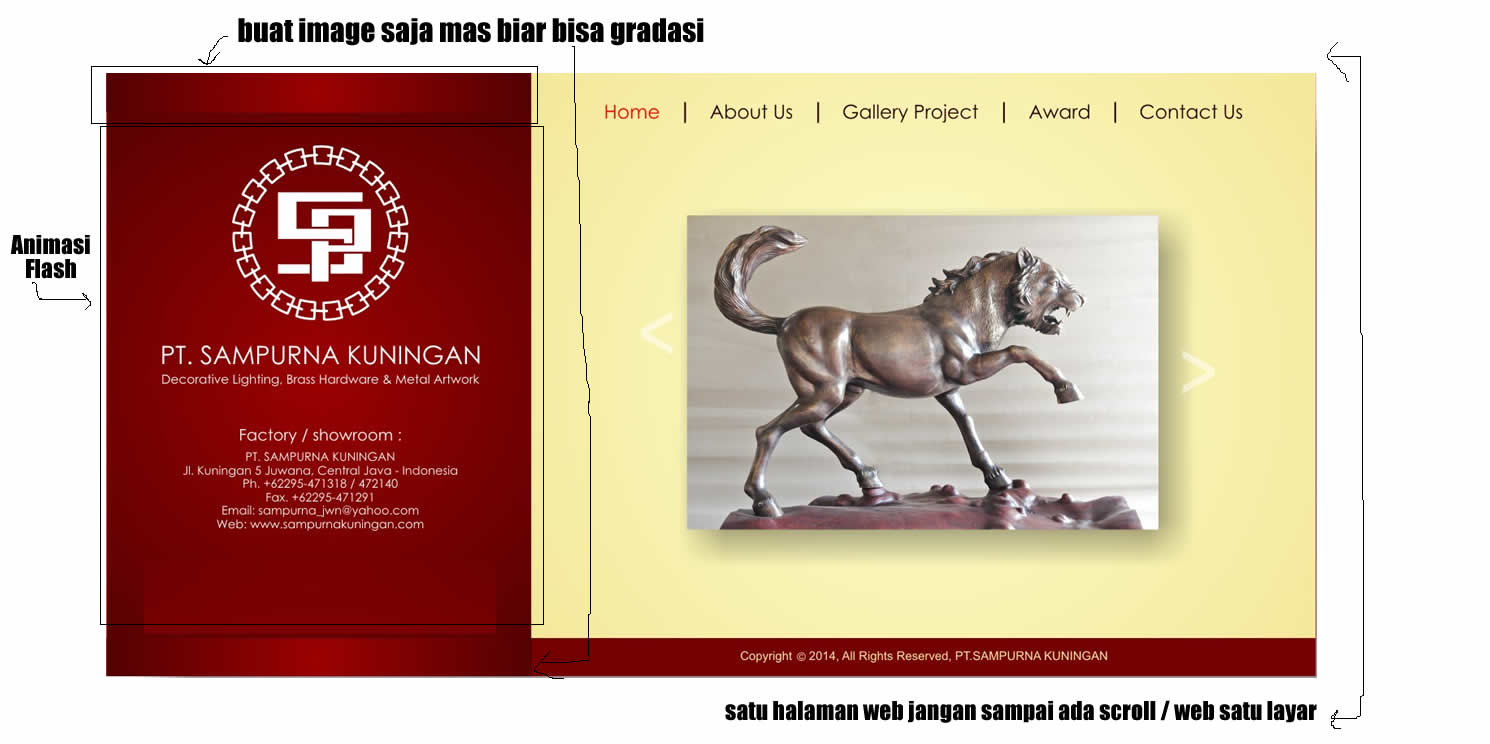 buat image saja mas biar bisa gradasi
Home | About Us | Gallery Project | Award | Contact Us
Animasi
Flash
SP
PT. SAMPURNA KUNINGAN
Decorative Lighting, Brass Hardware & Metal Artwork
<
>
Factory / showroom :
PT. SAMPURNA KUNINGAN
Jl. Kuningan 5 Juwana, Central Java - Indonesia
Ph. +62295-471318 / 472140
Fax. +62295-471291
Email: sampurna_jwn@yahoo.com
Web: www.sampurnakuningan.com
Copyright © 2014, All Rights Reserved, PT.SAMPURNA KUNINGAN
satu halaman web jangan sampai ada scroll / web satu layar